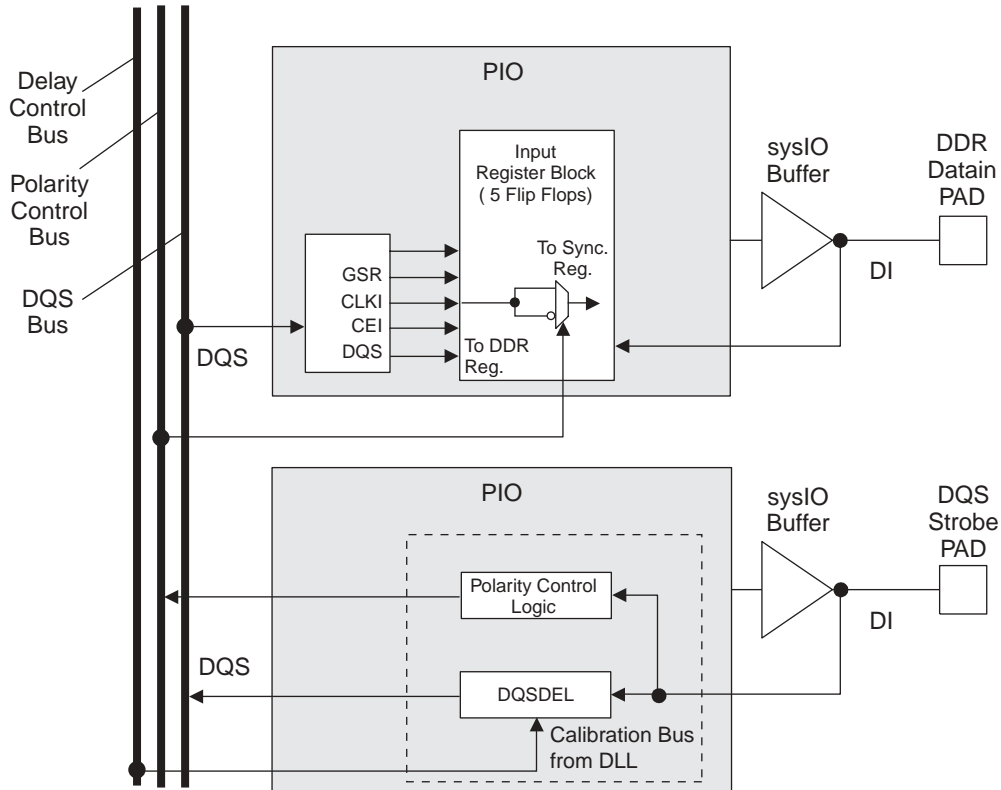 Delay
Control
Bus
Polarity
Control
Bus
DQS
Bus
PIO
Input
Register Block
( 5 Flip Flops)
To Sync.
Reg.
GSR
CLKI
CEI
DQS
To DDR
Reg.
DQS
sysIO
Buffer
DI
DDR
Datain
PAD
PIO
Polarity Control
Logic
DQS
DQSDEL
Calibration Bus
from DLL
sysIO
Buffer
DI
DQS
Strobe
PAD